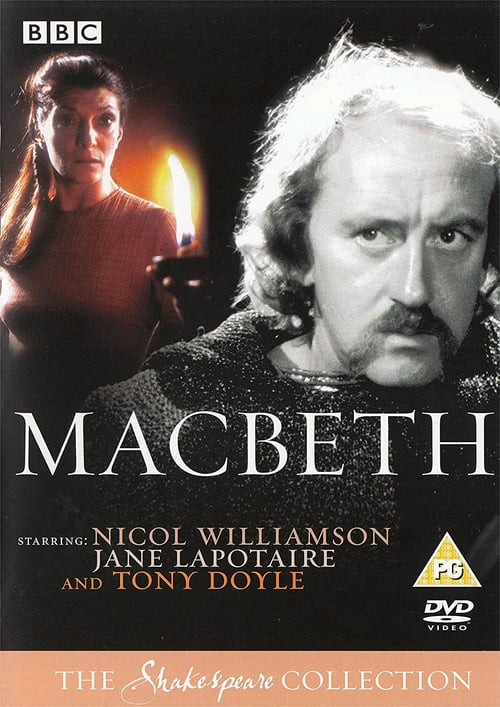 BBC
MACBETH
STARRING: NICOL WILLIAMSON
JANE LAPOTAIRE
AND TONY DOYLE
PG
DVD
VIDEO
THE Shakespeare COLLECTION